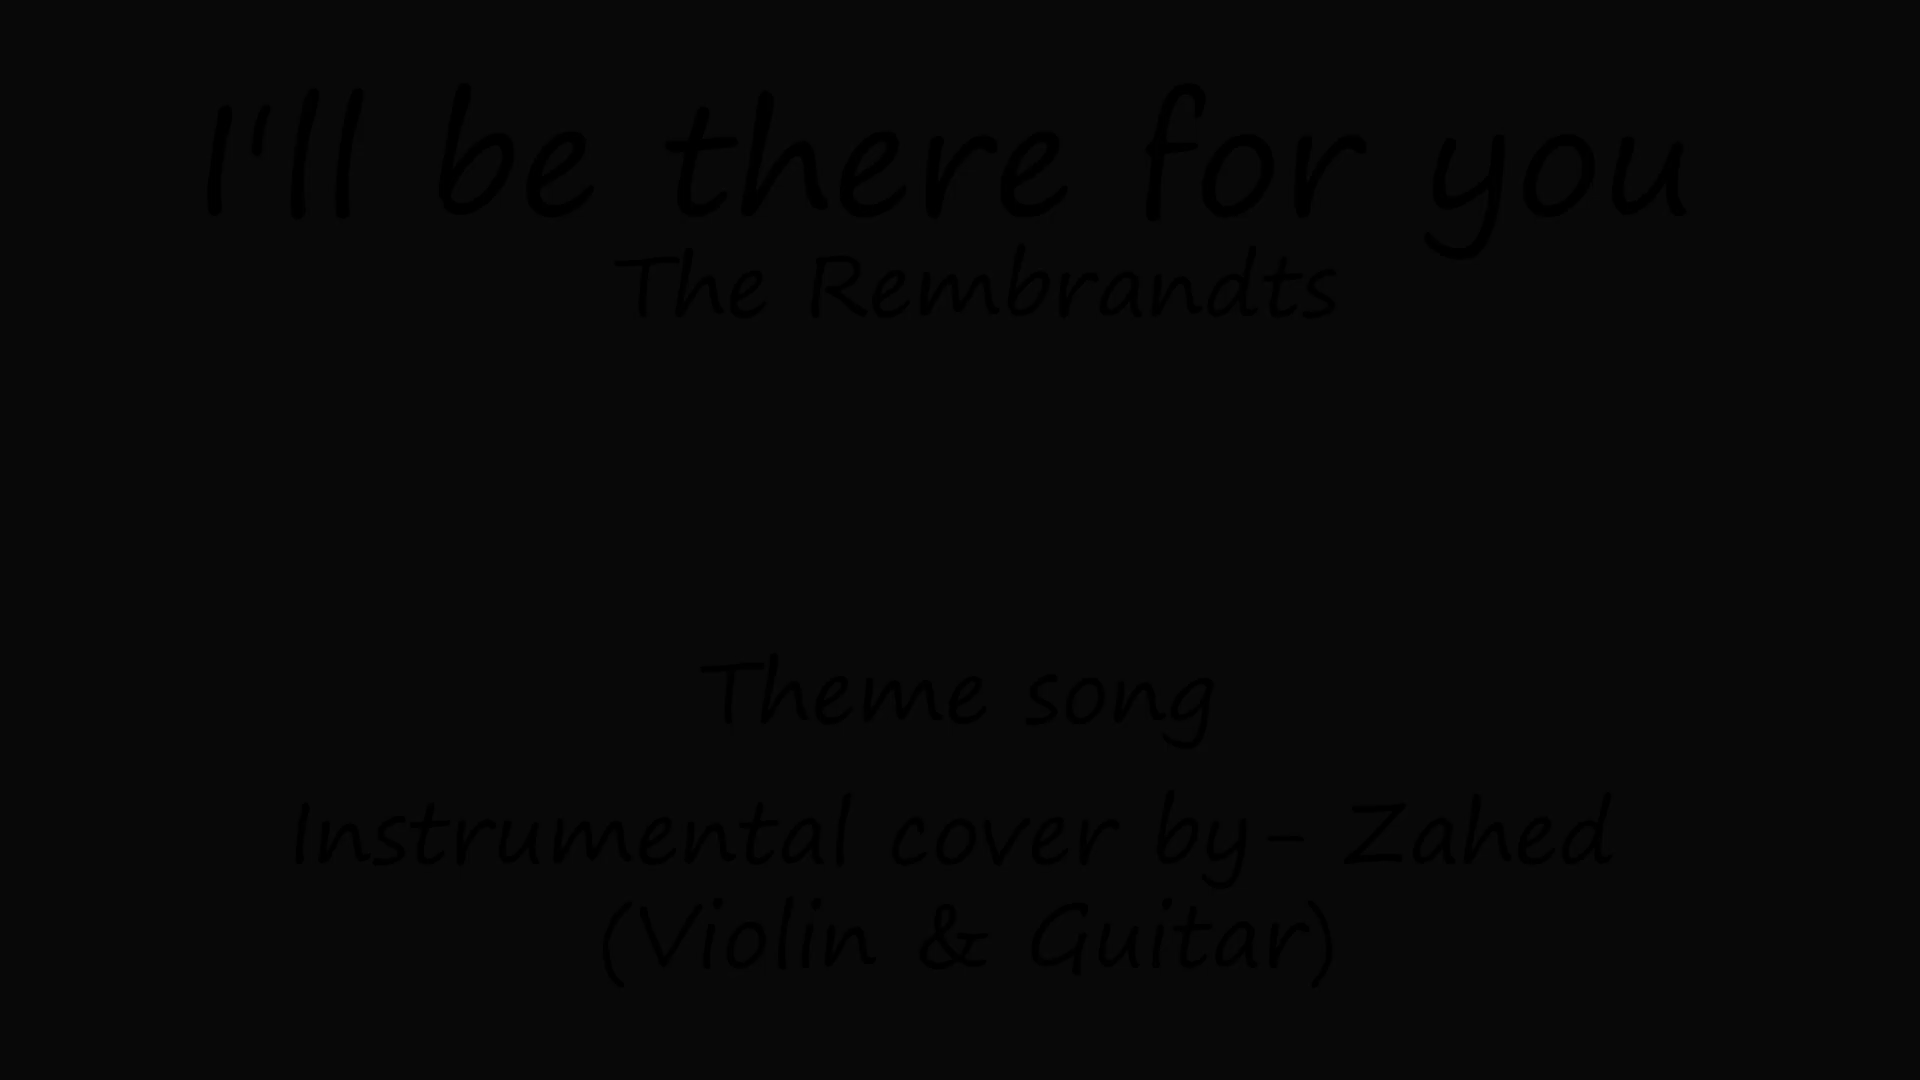 I'll be there for you
The Rembrandts
Theme song
Instrumental cover by- Zahed
(Violin & Guitar)